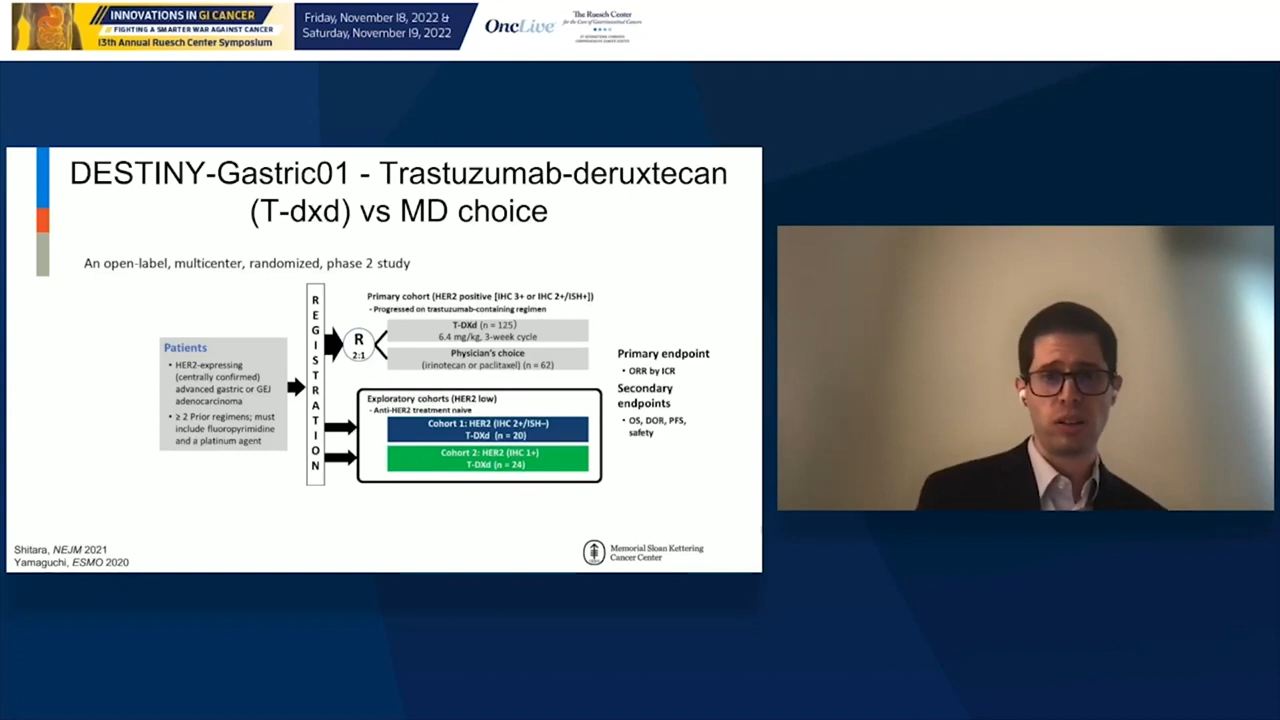 INNOVATIONS IN GI CANCER
FIGHTING A SMARTER WAR AGAINST CANCER
13th Annual Ruesch Center Symposium
Friday, November 18, 2022 &
Saturday, November 19, 2022
OncLive
The Ruesch Center
for the Cure of Gastrointestinal Cancers
DESTINY-Gastric01 - Trastuzumab-deruxtecan
(T-dxd) vs MD choice
An open-label, multicenter, randomized, phase 2 study
Patients
• HER2-expressing
(centrally confirmed)
advanced gastric or GEJ
adenocarcinoma
• ≥ 2 Prior regimens; must
include fluoropyrimidine
and a platinum agent
REGISTRATION
R
2:1
Primary cohort (HER2 positive [IHC 3+ or IHC 2+/ISH+])
- Progressed on trastuzumab-containing regimen
T-DXd (n = 125)
6.4 mg/kg, 3-week cycle
Physician's choice
(irinotecan or paclitaxel) (n = 62)
Exploratory cohorts (HER2 low)
- Anti-HER2 treatment naive
Cohort 1: HER2 (IHC 2+/ISH–)
T-DXd (n = 20)
Cohort 2: HER2 (IHC 1+)
T-DXd (n = 24)
Primary endpoint
• ORR by ICR
Secondary
endpoints
• OS, DOR, PFS,
safety
Shitara, NEJM 2021
Yamaguchi, ESMO 2020
Memorial Sloan Kettering
Cancer Center